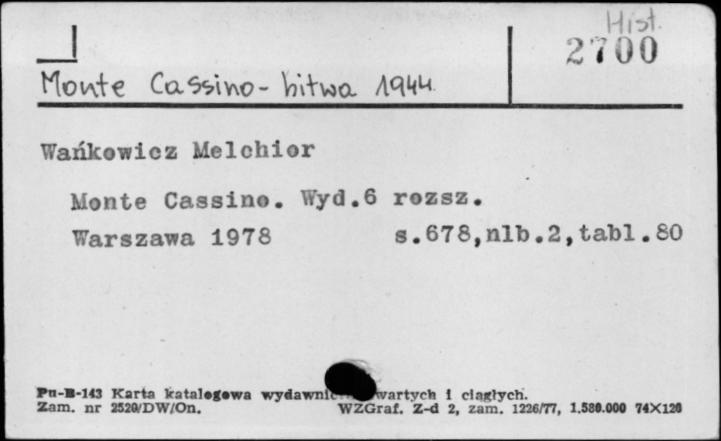 Hist.
2700
Monte Cassino - bitwa 1944
Wańkowicz Melchior
Monte Cassino. Wyd.6 rozsz.
Warszawa 1978 s.678,nlb.2,tabl.80
Pu-B-143 Karta katalogowa wartych i ciągłych.
Zam. nr 2520/DW/On. WZGraf. Z-d 2, zam. 1226/77, 1.580.000 74×120